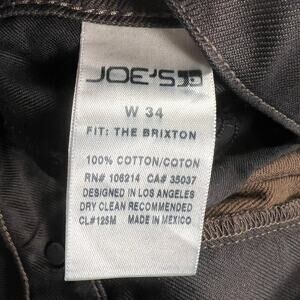 JOE'S
W 34
FIT: THE BRIXTON
100% COTTON/COTON
RN# 106214 CA# 35037
DESIGNED IN LOS ANGELES
DRY CLEAN RECOMMENDED
CL#125M MADE IN MEXICO